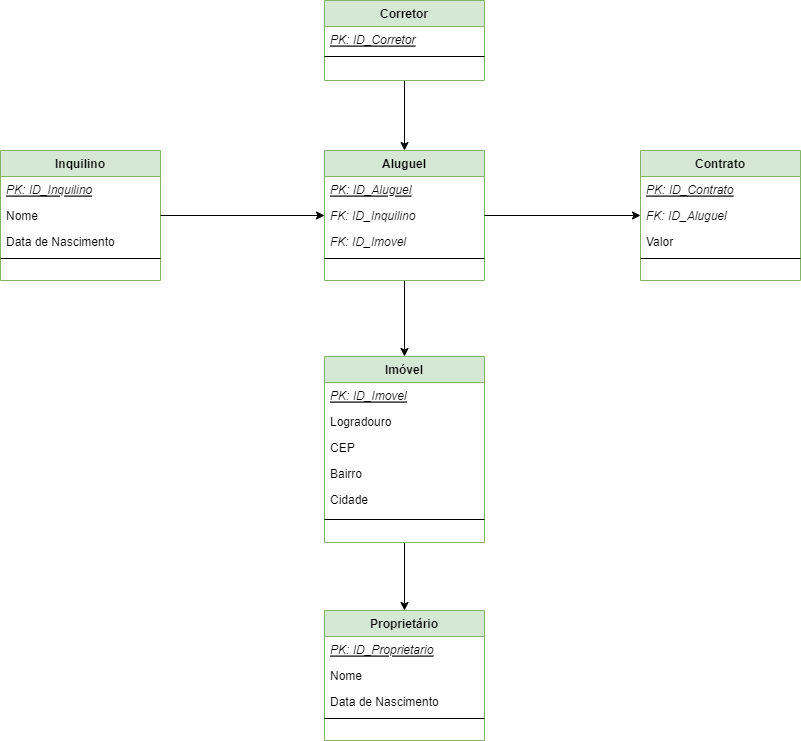 Corretor
PK: ID_Corretor
Inquilino
PK: ID_Inquilino
Nome
Data de Nascimento
Aluguel
PK: ID_Aluguel
FK: ID_Inquilino
FK: ID_Imovel
Contrato
PK: ID_Contrato
FK: ID_Aluguel
Valor
Imóvel
PK: ID_Imovel
Logradouro
CEP
Bairro
Cidade
Proprietário
PK: ID_Proprietario
Nome
Data de Nascimento